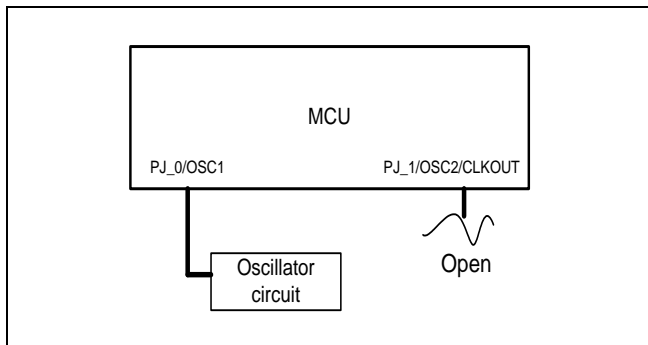 MCU
PJ_0/OSC1
PJ_1/OSC2/CLKOUT
Oscillator
circuit
Open